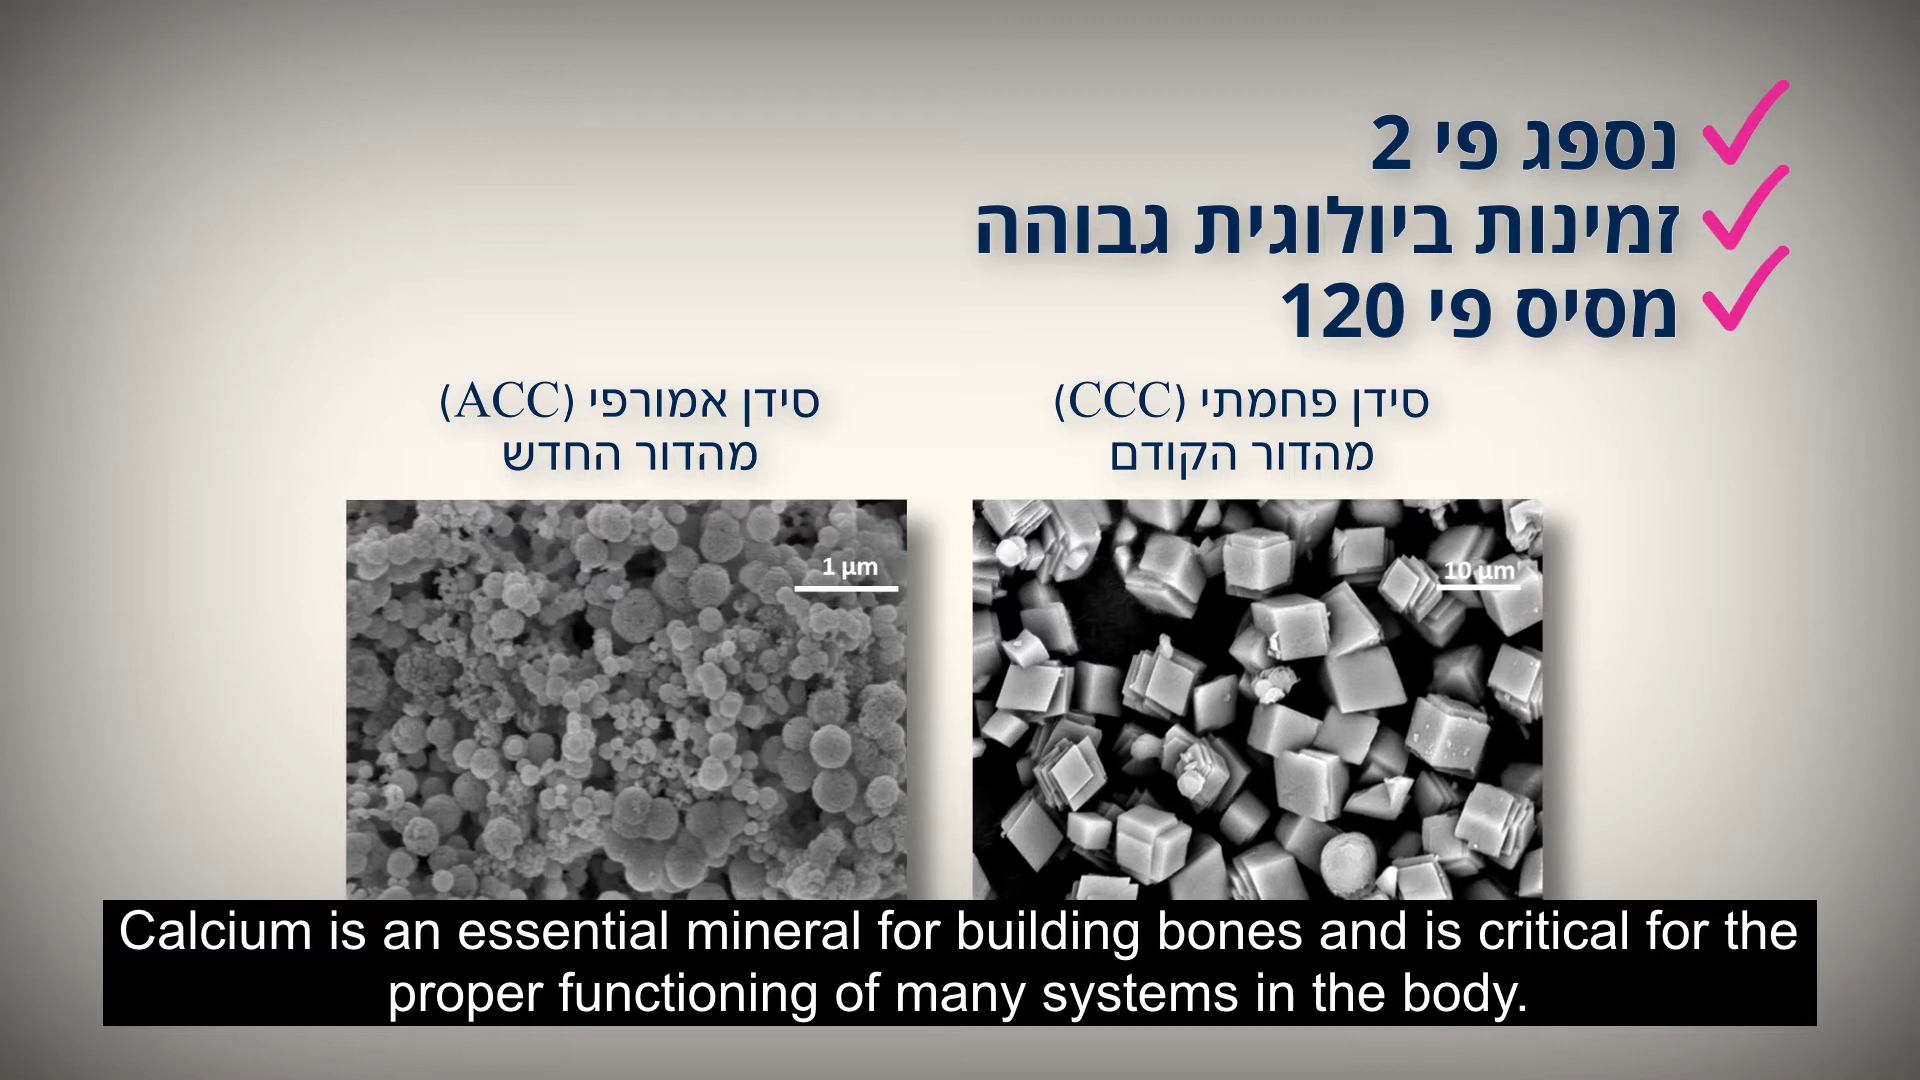 נספג פי 2
זמינות ביולוגית גבוהה
מסיס פי 120
סידן פחמתי (CCC)
מהדור הקודם
סידן אמורפי (ACC)
מהדור החדש
10 µm
1 µm
Calcium is an essential mineral for building bones and is critical for the
proper functioning of many systems in the body.